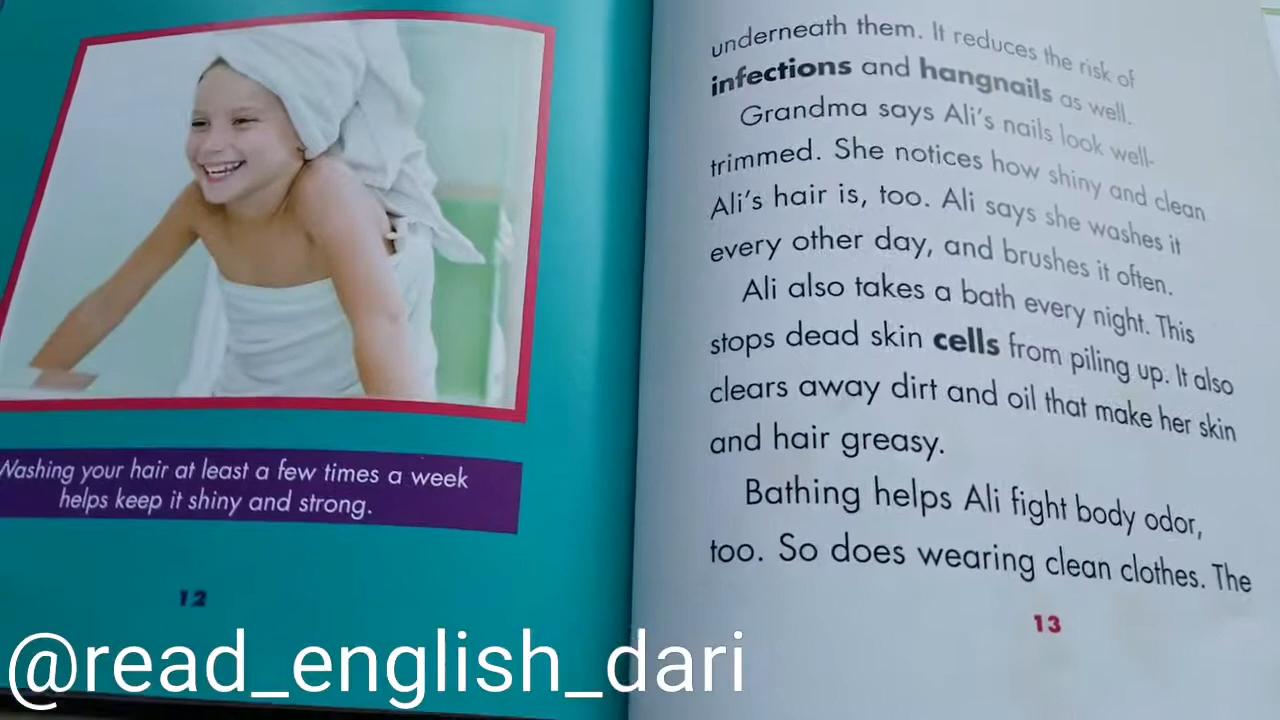 Washing your hair at least a few times a week
helps keep it shiny and strong.
12
underneath them. It reduces the risk of
infections and hangnails as well.
Grandma says Ali's nails look well-
trimmed. She notices how shiny and clean
Ali's hair is, too. Ali says she washes it
every other day, and brushes it often.
Ali also takes a bath every night. This
stops dead skin cells from piling up. It also
clears away dirt and oil that make her skin
and hair greasy.
Bathing helps Ali fight body odor,
too. So does wearing clean clothes. The
13
@read_english_dari